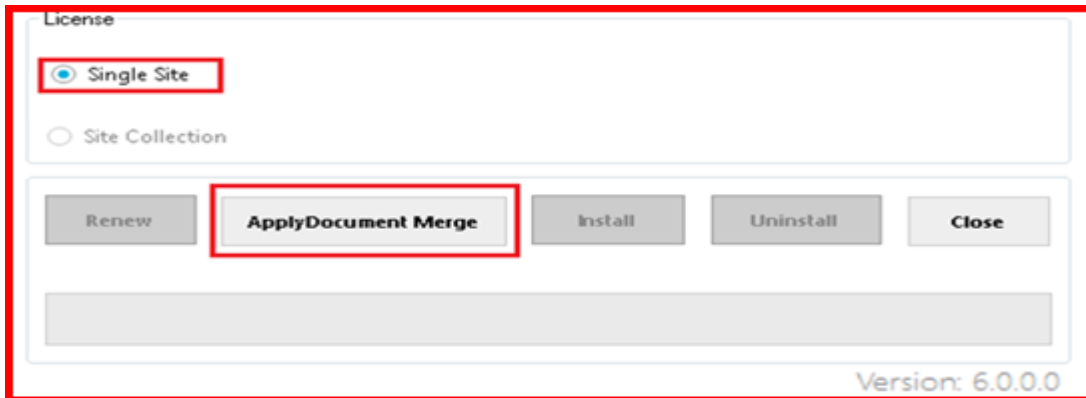 License
Single Site
Site Collection
Renew ApplyDocument Merge Install Uninstall Close
Version: 6.0.0.0